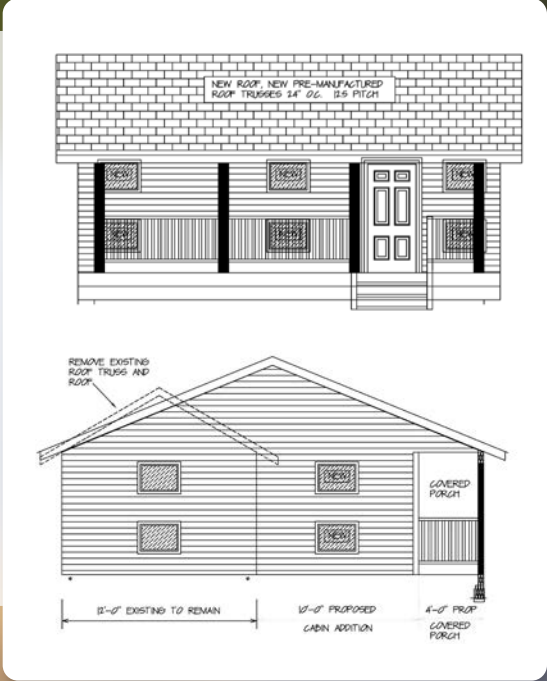 NEW ROOF, NEW PRE-MANUFACTURED
ROOF TRUSSES 24" O.C. 12:5 PITCH
NEW
NEW
NEW
NEW
NEW
NEW
REMOVE EXISTING
ROOF TRUSS AND
ROOF
NEW
NEW
COVERED
PORCH
12'-0" EXISTING TO REMAIN
10'-0" PROPOSED
CABIN ADDITION
4'-0" PROP
COVERED
PORCH